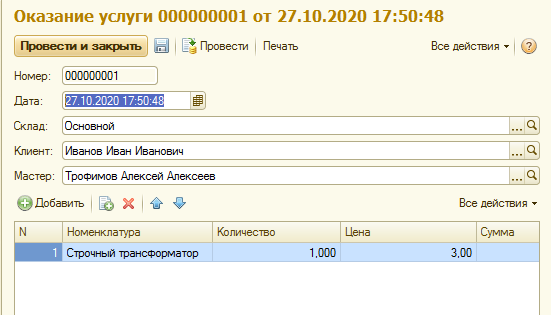 Оказание услуги 000000001 от 27.10.2020 17:50:48
Провести и закрыть Провести Печать Все действия ?
Номер: 000000001
Дата: 27.10.2020 17:50:48
Склад: Основной ...
Клиент: Иванов Иван Иванович ...
Мастер: Трофимов Алексей Алексеев ...
Добавить Все действия
N Номенклатура Количество Цена Сумма
1 Строчный трансформатор 1,000 3,00